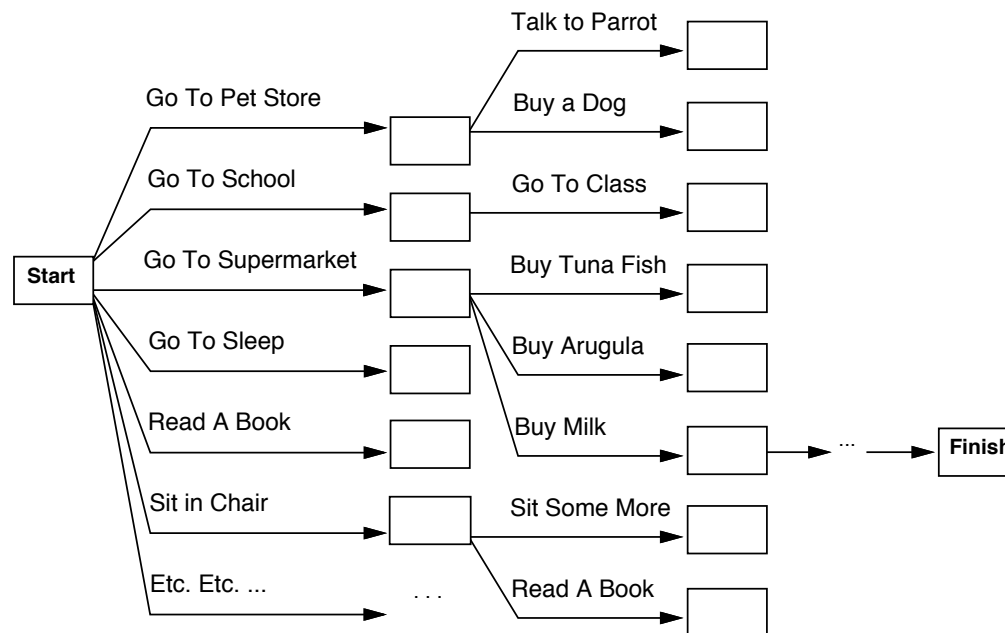 Talk to Parrot
Go To Pet Store
Buy a Dog
Go To School
Go To Class
Start
Go To Supermarket
Buy Tuna Fish
Go To Sleep
Buy Arugula
Read A Book
Buy Milk
...
Finish
Sit in Chair
Sit Some More
Etc. Etc. ...
. . .
Read A Book